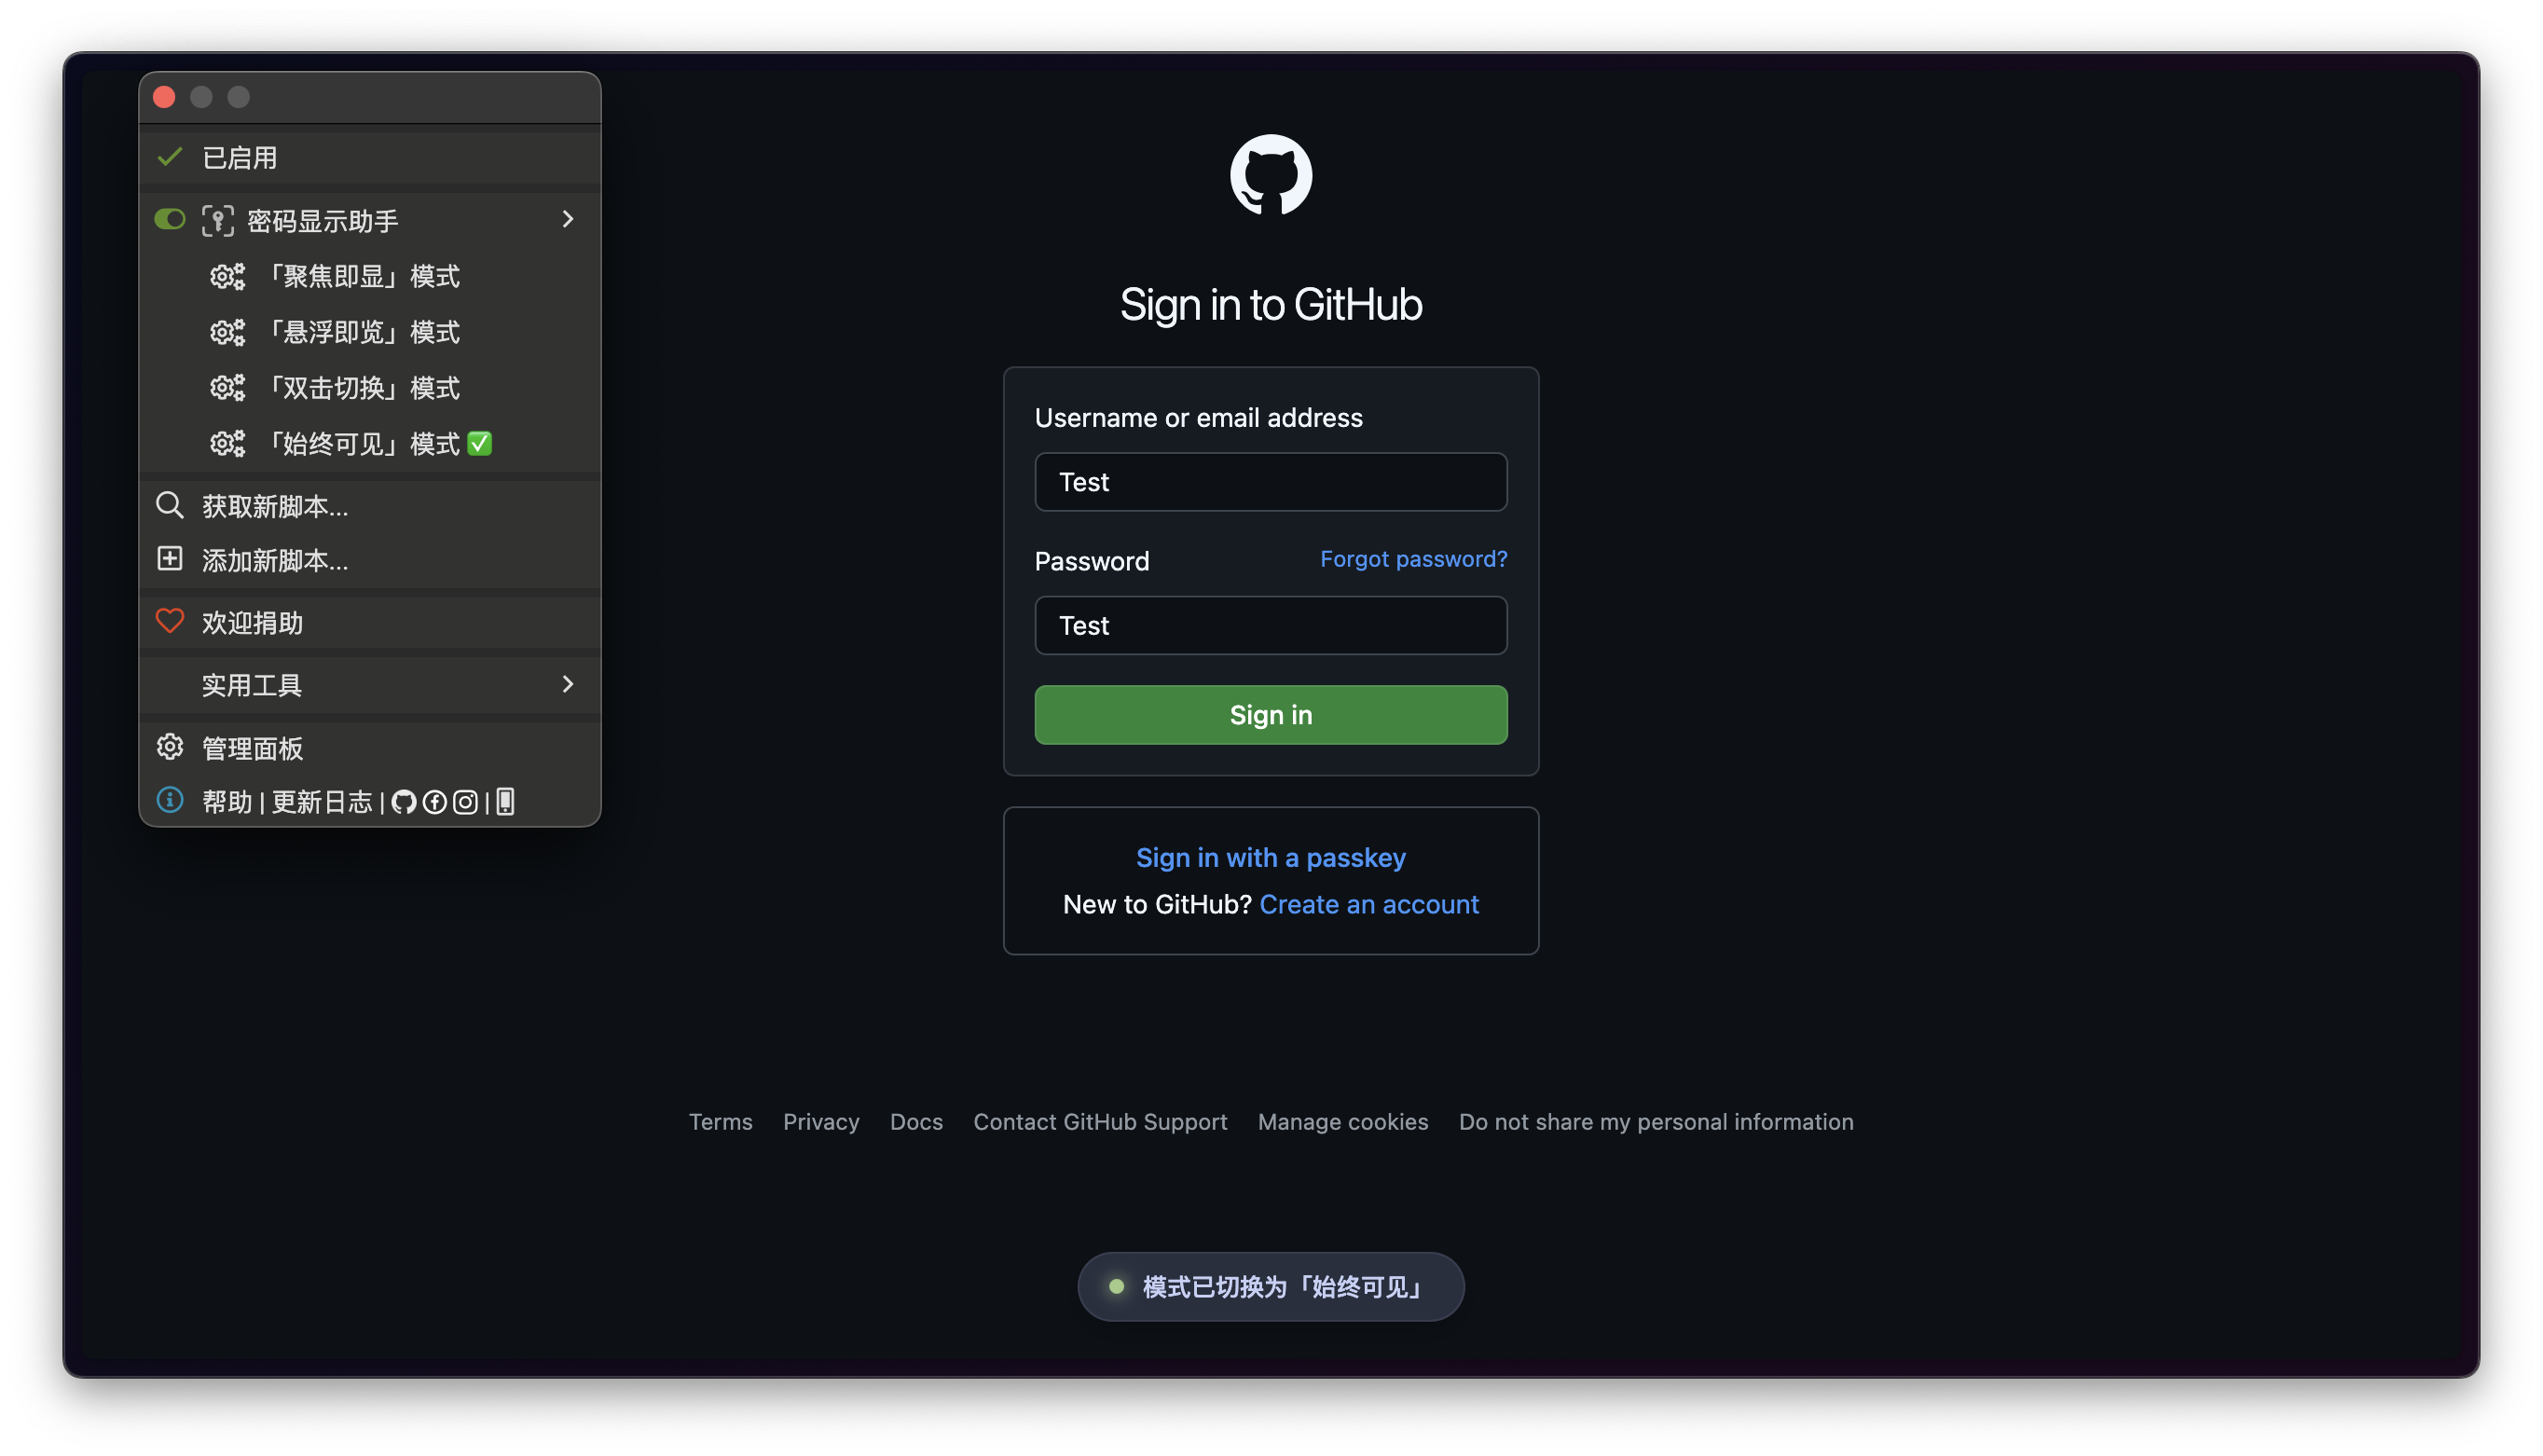 已启用
密码显示助手
「聚焦即显」模式
「悬浮即览」模式
「双击切换」模式
「始终可见」模式 ✅
获取新脚本...
添加新脚本...
欢迎捐助
实用工具
管理面板
帮助 | 更新日志 |
Sign in to GitHub
Username or email address
Test
Password Forgot password?
Test
Sign in
Sign in with a passkey
New to GitHub? Create an account
Terms Privacy Docs Contact GitHub Support Manage cookies Do not share my personal information
模式已切换为「始终可见」